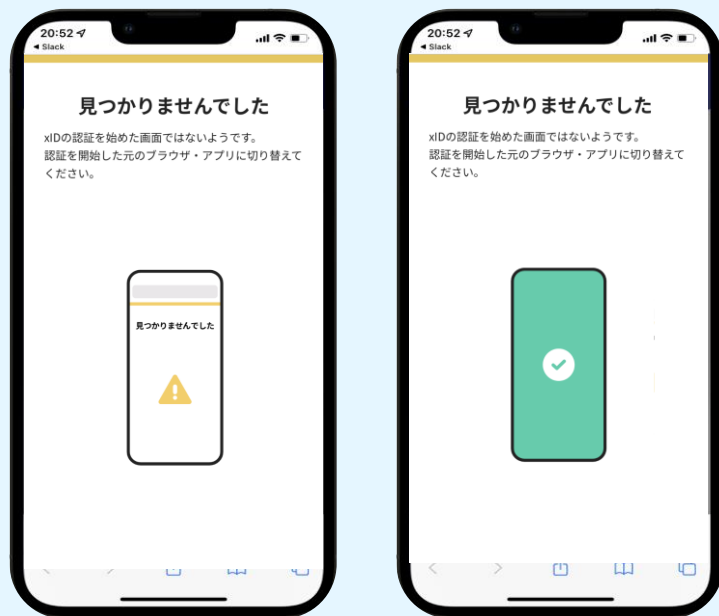 20:52
◀ Slack
見つかりませんでした
xIDの認証を始めた画面ではないようです。
認証を開始した元のブラウザ・アプリに切り替えて
ください。
見つかりませんでした
20:52
◀ Slack
見つかりませんでした
xIDの認証を始めた画面ではないようです。
認証を開始した元のブラウザ・アプリに切り替えて
ください。